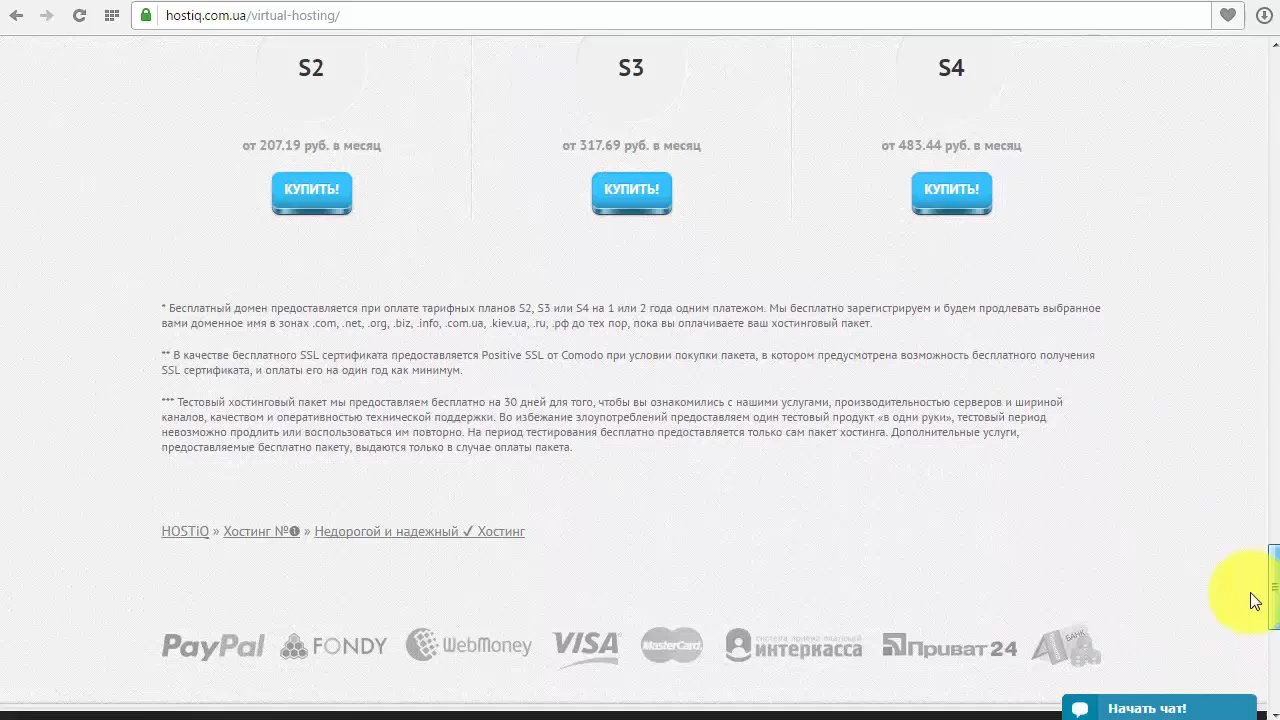 hostiq.com.ua/virtual-hosting/
S2
S3
S4
от 207.19 руб. в месяц
от 317.69 руб. в месяц
от 483.44 руб. в месяц
КУПИТЬ!
КУПИТЬ!
КУПИТЬ!
* Бесплатный домен предоставляется при оплате тарифных планов S2, S3 или S4 на 1 или 2 года одним платежом. Мы бесплатно зарегистрируем и будем продлевать выбранное
вами доменное имя в зонах .com, .net, .org, .biz, .info, .com.ua, .kiev.ua, .ru, .рф до тех пор, пока вы оплачиваете ваш хостинговый пакет.
** В качестве бесплатного SSL сертификата предоставляется Positive SSL от Comodo при условии покупки пакета, в котором предусмотрена возможность бесплатного получения
SSL сертификата, и оплаты его на один год как минимум.
*** Тестовый хостинговый пакет мы предоставляем бесплатно на 30 дней для того, чтобы вы ознакомились с нашими услугами, производительностью серверов и шириной
каналов, качеством и оперативностью технической поддержки. Во избежание злоупотреблений предоставляем один тестовый продукт «в одни руки», тестовый период
невозможно продлить или воспользоваться им повторно. На период тестирования бесплатно предоставляется только сам пакет хостинга. Дополнительные услуги,
предоставляемые бесплатно пакету, выдаются только в случае оплаты пакета.
HOSTiQ » Хостинг №❶ » Недорогой и надежный ✓ Хостинг
PayPal FONDY WebMoney VISA MasterCard система приема платежей интеркасса Приват 24 БАНК
Начать чат!